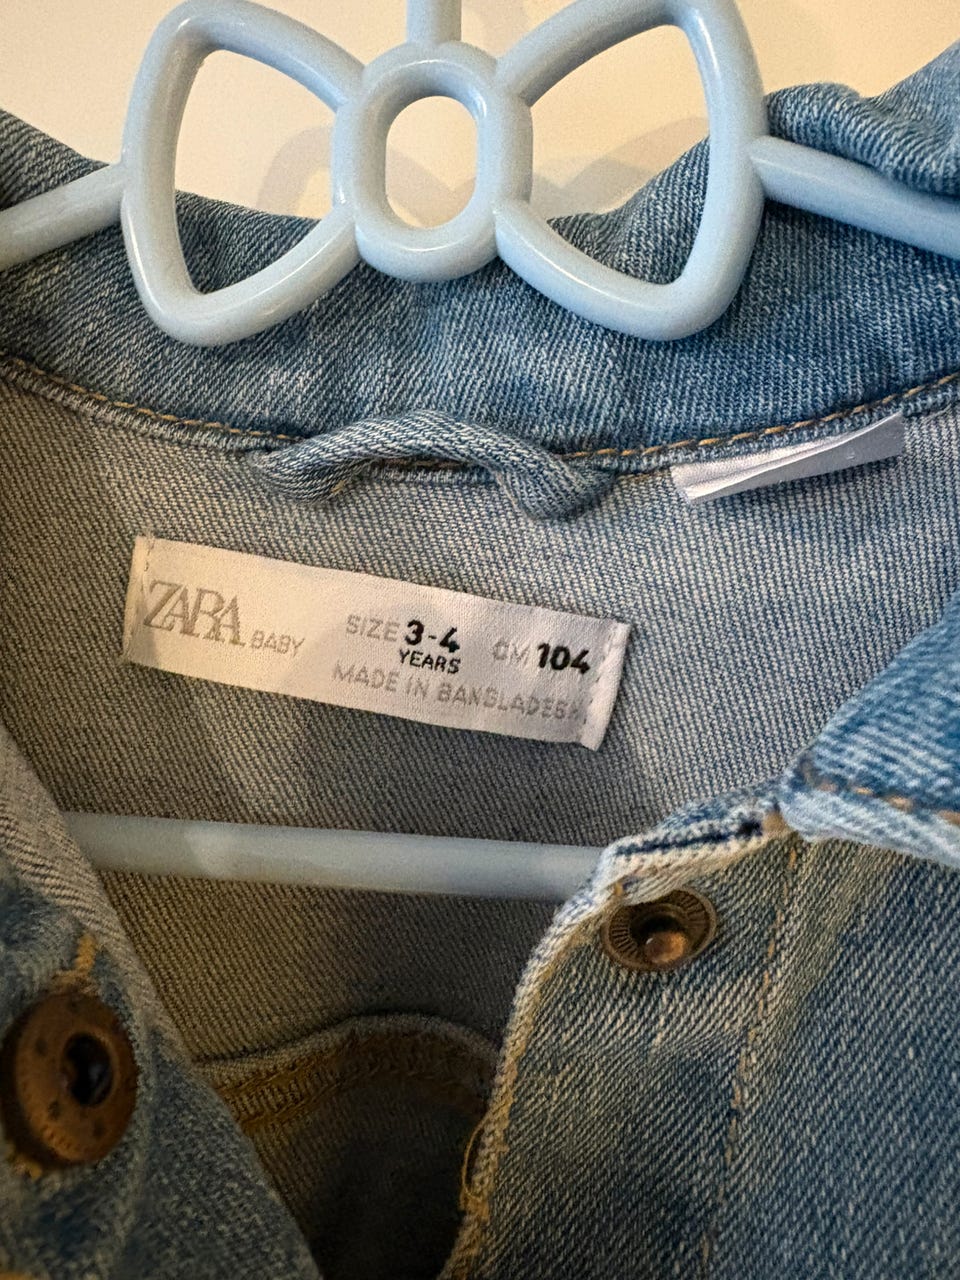 ZARA BABY SIZE 3-4 CM 104
YEARS
MADE IN BANGLADESH